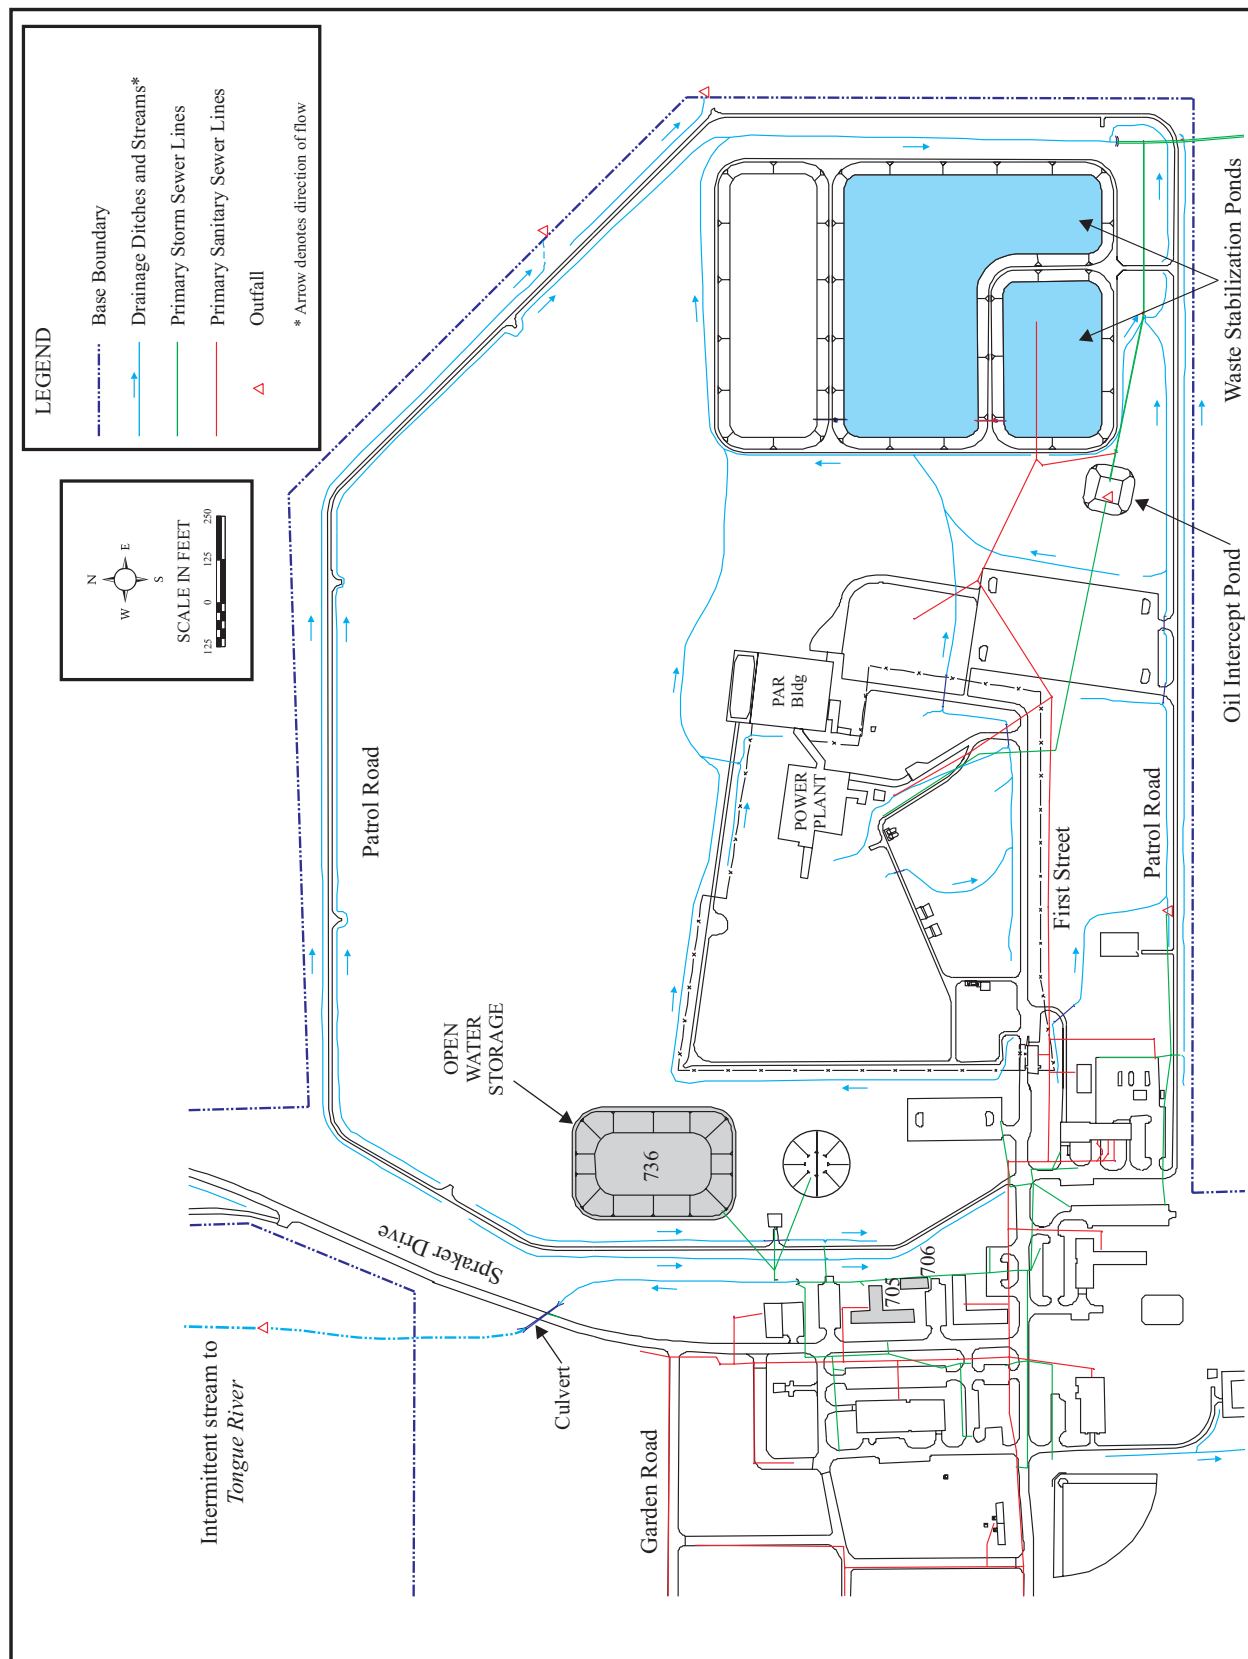 LEGEND
Base Boundary
Drainage Ditches and Streams*
Primary Storm Sewer Lines
Primary Sanitary Sewer Lines
Outfall
* Arrow denotes direction of flow
N
W
E
S
SCALE IN FEET
125
0
125
250
Patrol Road
OPEN
WATER
STORAGE
736
Spraker Drive
Intermittent stream to
Tongue River
Culvert
Garden Road
705
706
PAR
Bldg
POWER
PLANT
First Street
Patrol Road
Oil Intercept Pond
Waste Stabilization Ponds